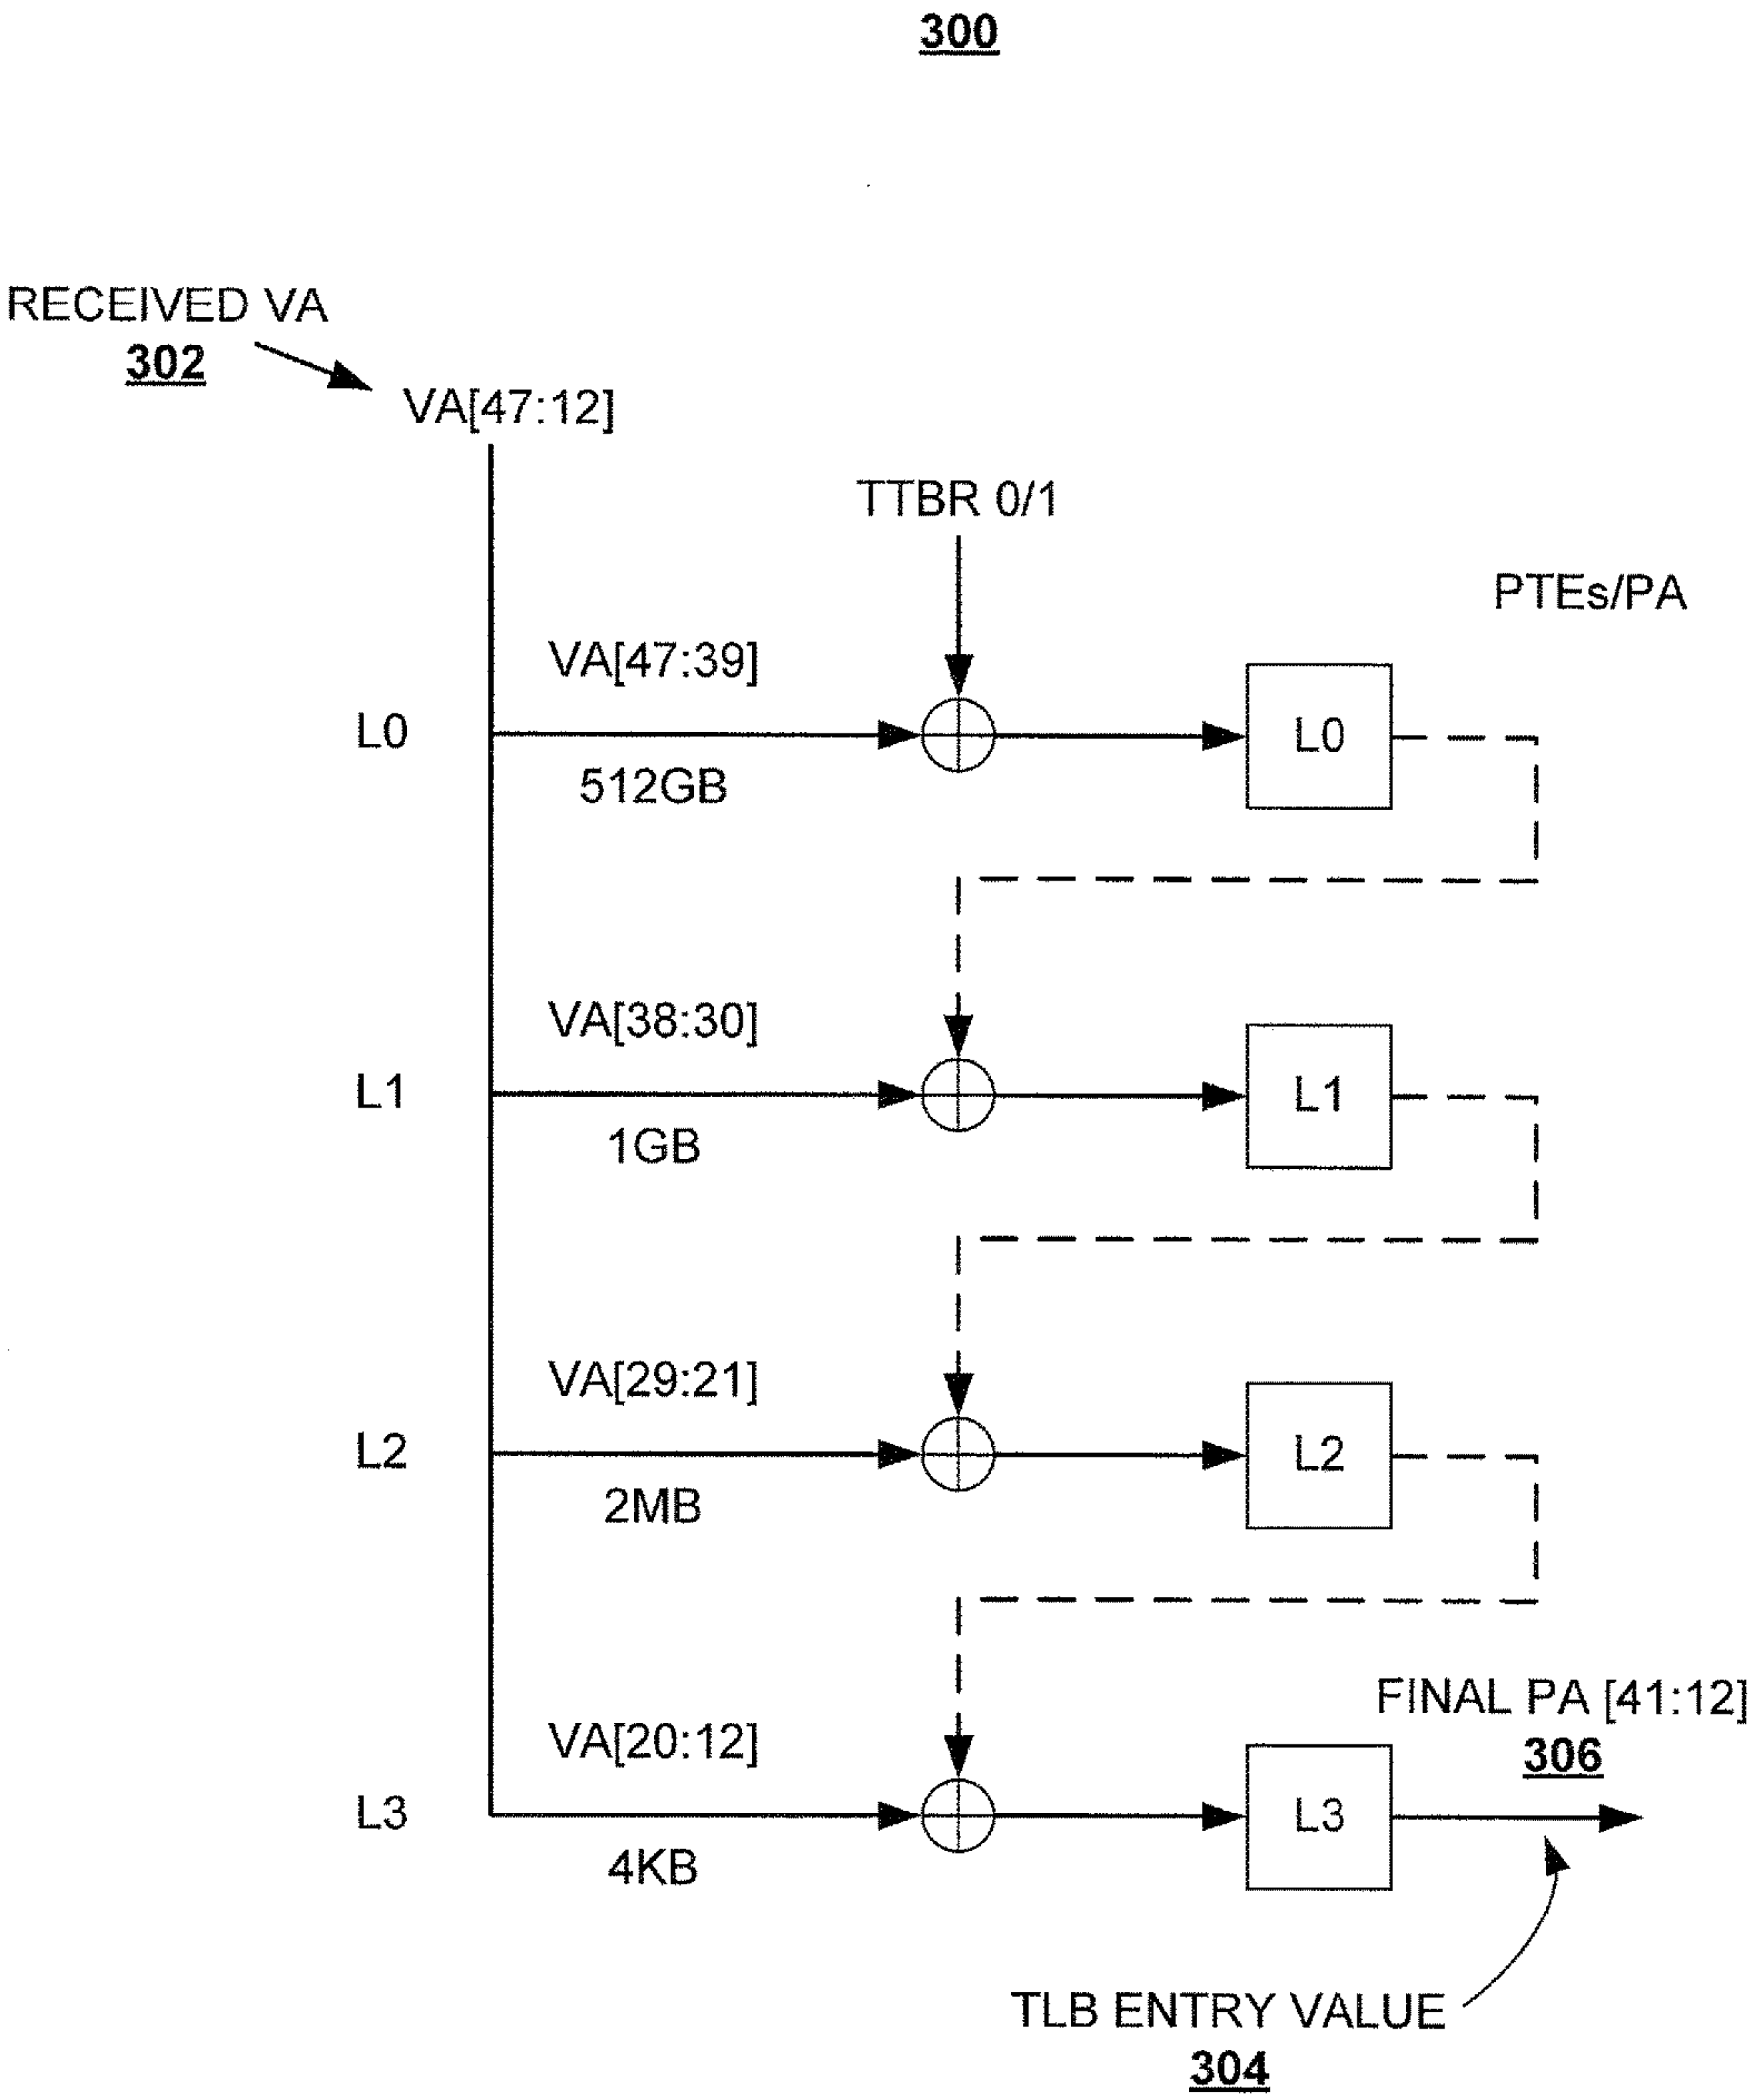 300
RECEIVED VA
302
VA[47:12]
TTBR 0/1
PTEs/PA
VA[47:39]
L0
L0
512GB
VA[38:30]
L1
L1
1GB
VA[29:21]
L2
L2
2MB
FINAL PA [41:12]
306
VA[20:12]
L3
L3
4KB
TLB ENTRY VALUE
304